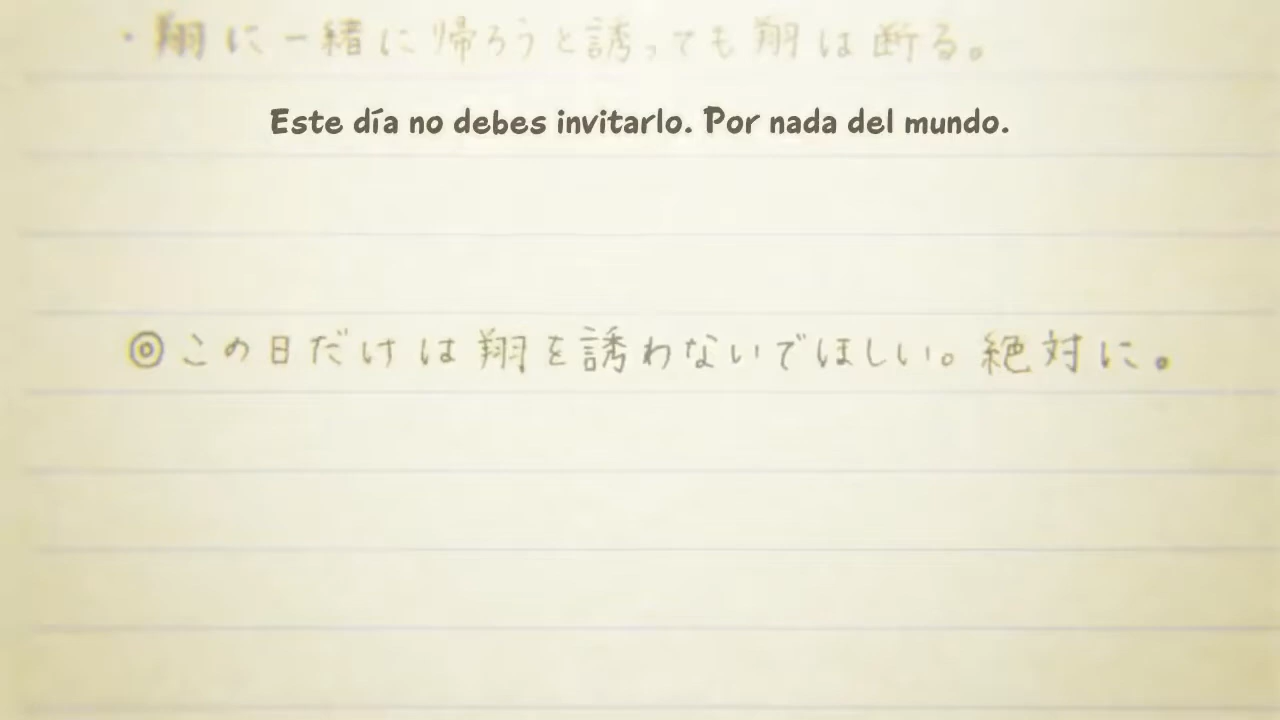 ・翔に一緒に帰ろうと誘っても翔は断る。
Este día no debes invitarlo. Por nada del mundo.
◎この日だけは翔を誘わないでほしい。絶対に。